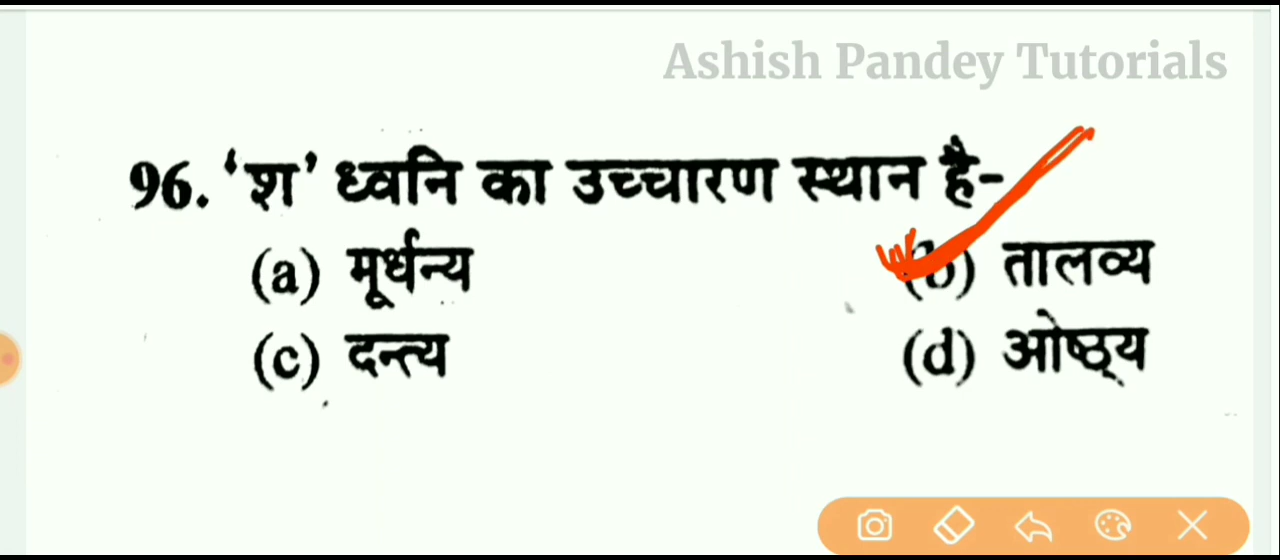 Ashish Pandey Tutorials
96. 'श' ध्वनि का उच्चारण स्थान है-
(a) मूर्धन्य (b) तालव्य
(c) दन्त्य (d) ओष्ठ्य